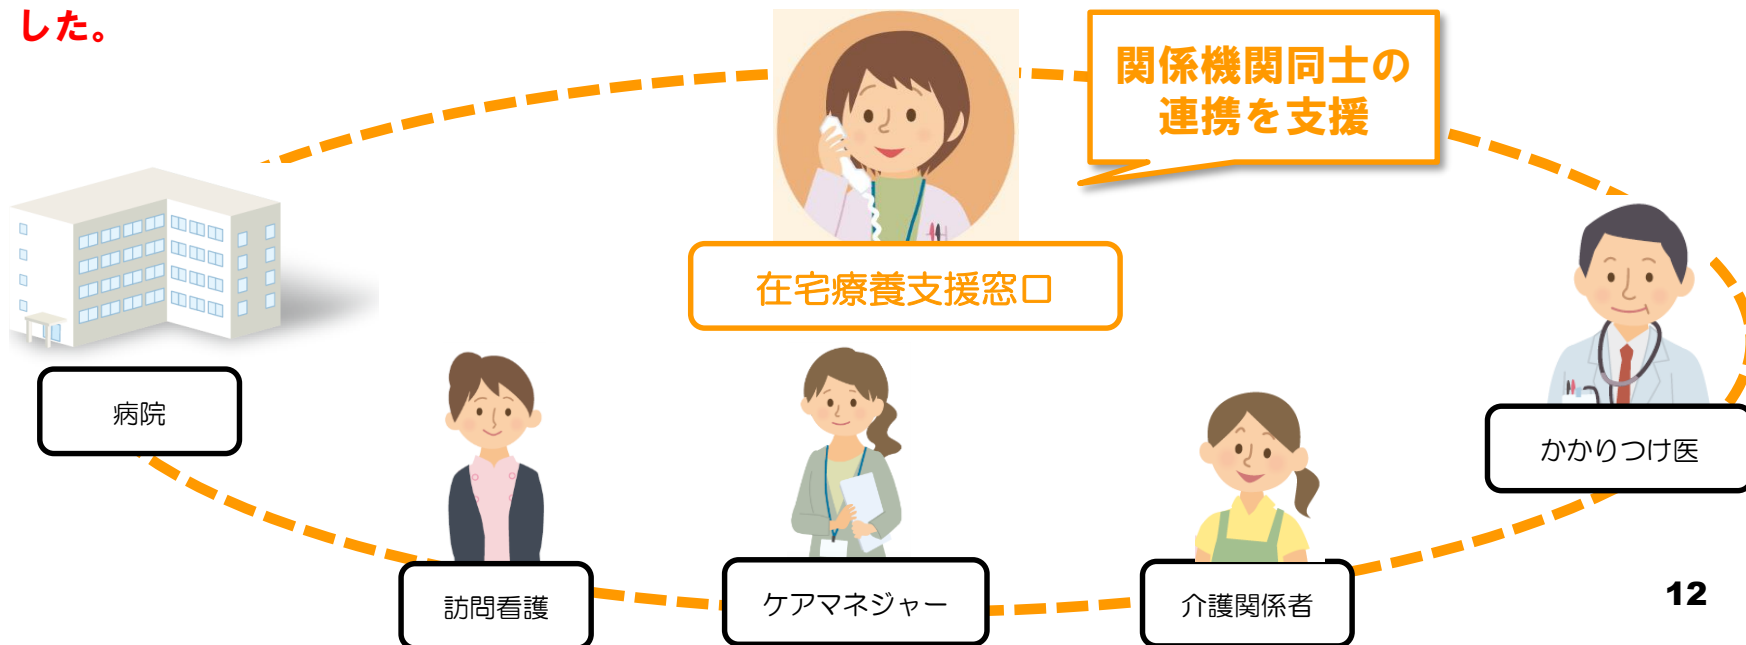 した。
関係機関同士の
連携を支援
在宅療養支援窓口
病院
かかりつけ医
訪問看護
ケアマネジャー
介護関係者
12